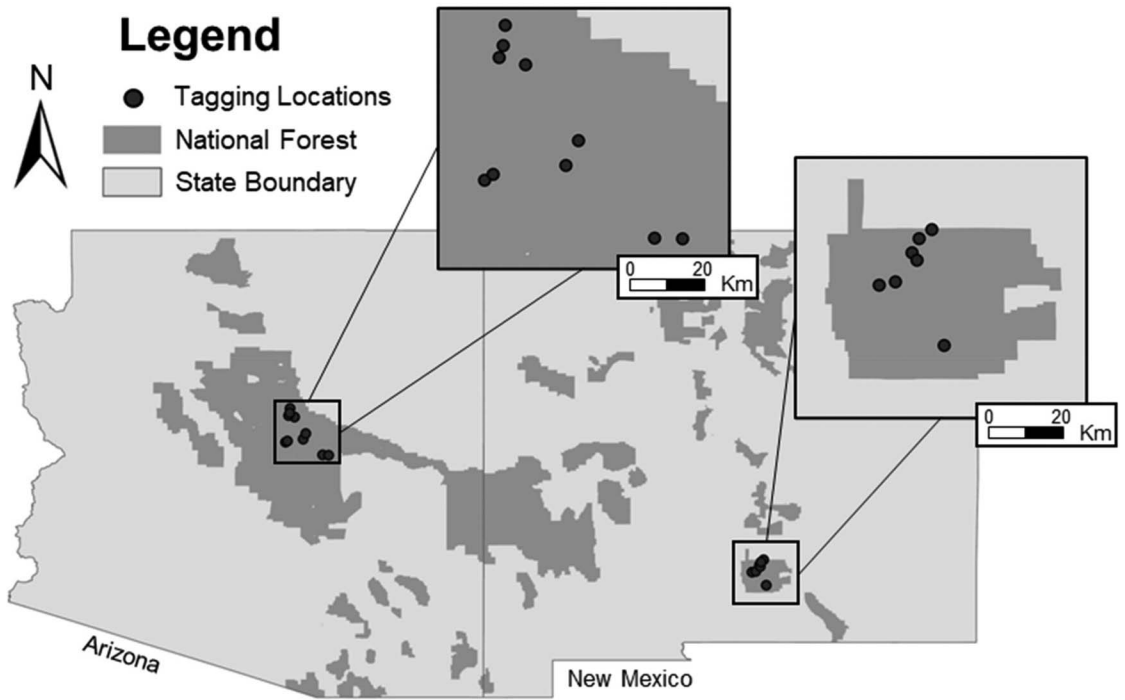 Legend
N
Tagging Locations
National Forest
State Boundary
0 20
Km
0 20
Km
Arizona
New Mexico